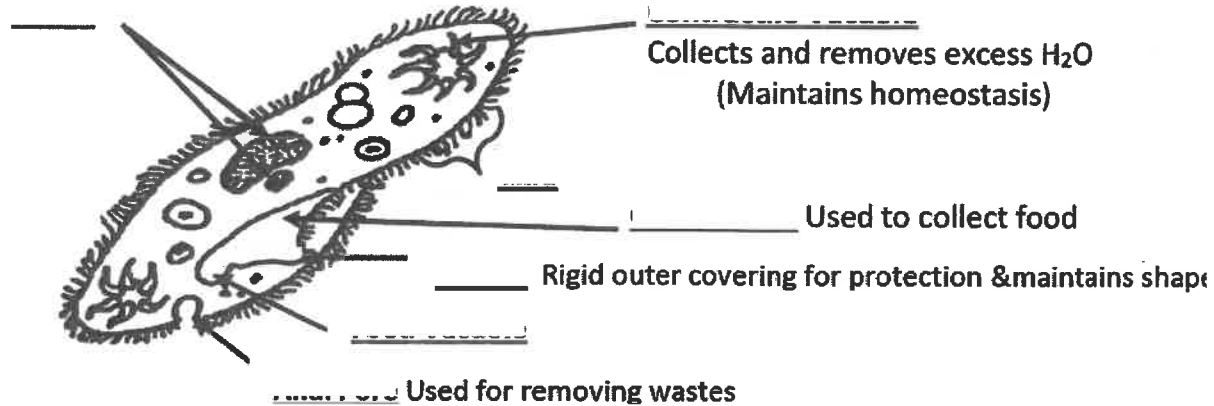 Collects and removes excess H₂O
(Maintains homeostasis)
Used to collect food
Rigid outer covering for protection &maintains shape
Used for removing wastes